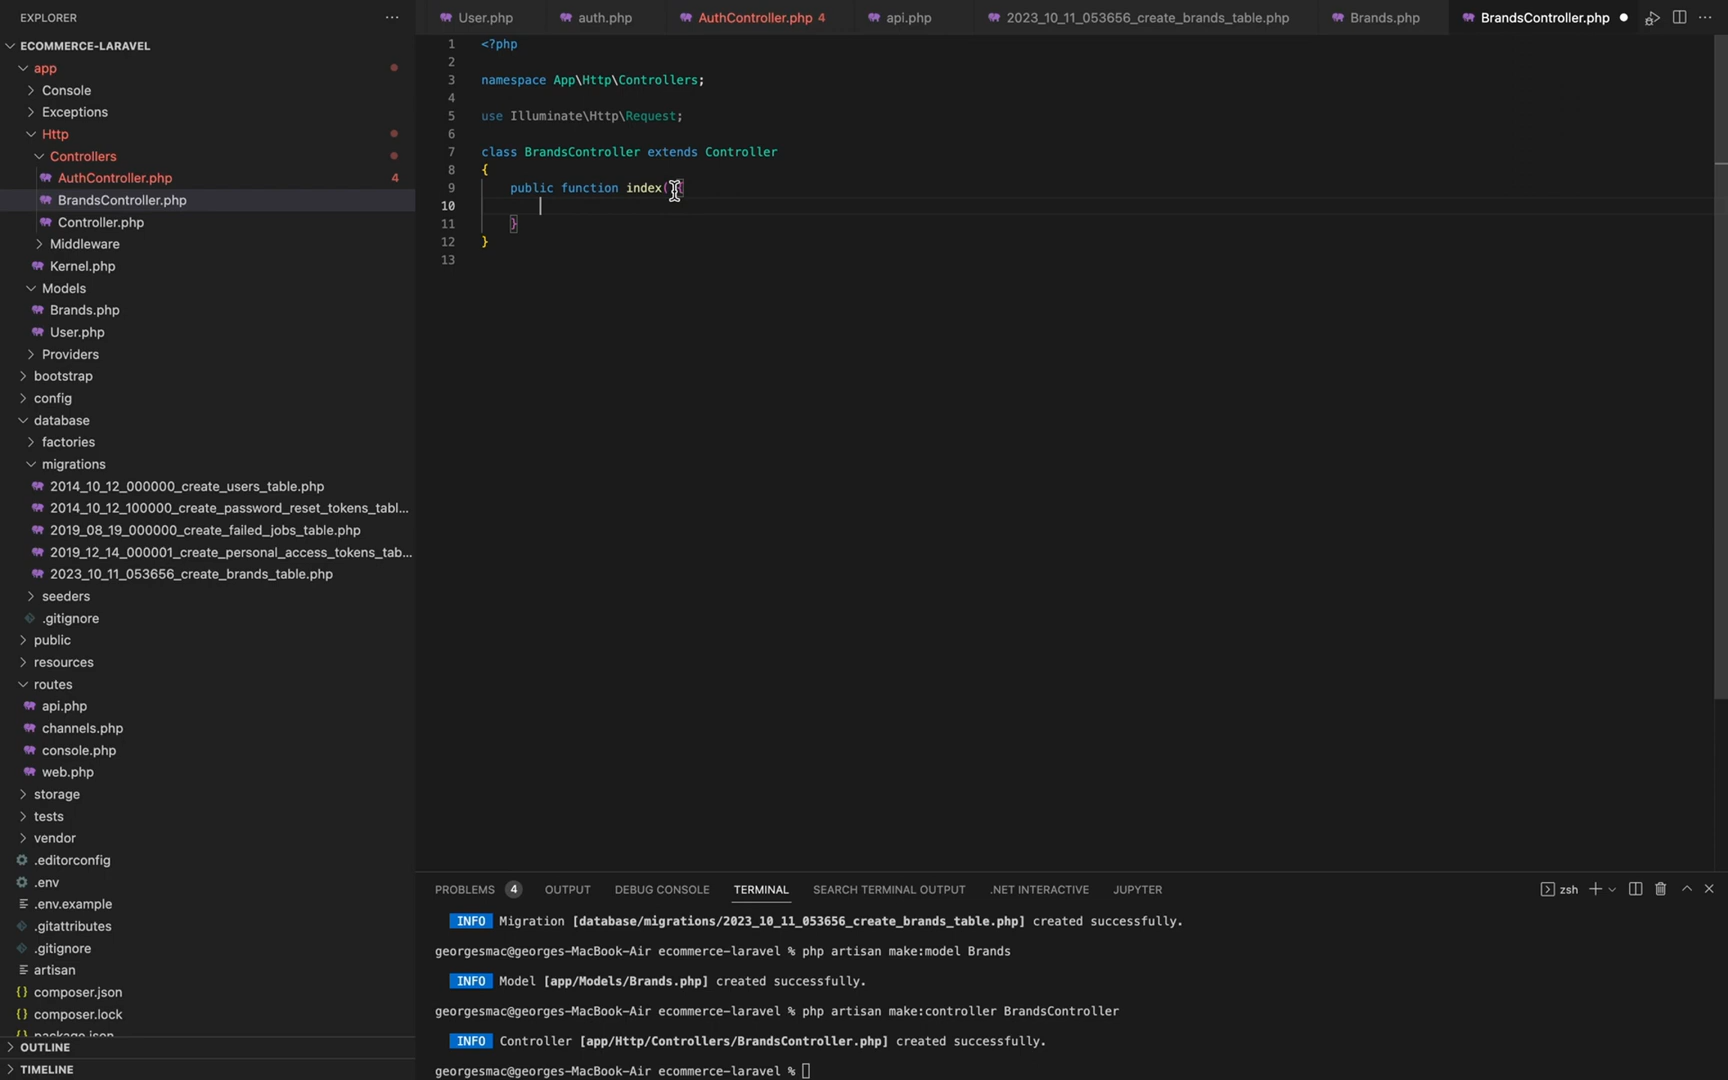 EXPLORER
ECOMMERCE-LARAVEL
app
Console
Exceptions
Http
Controllers
AuthController.php 4
BrandsController.php
Controller.php
Middleware
Kernel.php
Models
Brands.php
User.php
Providers
bootstrap
config
database
factories
migrations
2014_10_12_000000_create_users_table.php
2014_10_12_100000_create_password_reset_tokens_tabl...
2019_08_19_000000_create_failed_jobs_table.php
2019_12_14_000001_create_personal_access_tokens_tab...
2023_10_11_053656_create_brands_table.php
seeders
.gitignore
public
resources
routes
api.php
channels.php
console.php
web.php
storage
tests
vendor
.editorconfig
.env
.env.example
.gitattributes
.gitignore
artisan
composer.json
composer.lock
package.json
OUTLINE
TIMELINE
User.php auth.php AuthController.php 4 api.php 2023_10_11_053656_create_brands_table.php Brands.php BrandsController.php
1 <?php
2
3 namespace App\Http\Controllers;
4
5 use Illuminate\Http\Request;
6
7 class BrandsController extends Controller
8 {
9 public function index(){
10
11 }
12 }
13
PROBLEMS 4 OUTPUT DEBUG CONSOLE TERMINAL SEARCH TERMINAL OUTPUT .NET INTERACTIVE JUPYTER zsh
INFO Migration [database/migrations/2023_10_11_053656_create_brands_table.php] created successfully.
georgesmac@georges-MacBook-Air ecommerce-laravel % php artisan make:model Brands
INFO Model [app/Models/Brands.php] created successfully.
georgesmac@georges-MacBook-Air ecommerce-laravel % php artisan make:controller BrandsController
INFO Controller [app/Http/Controllers/BrandsController.php] created successfully.
georgesmac@georges-MacBook-Air ecommerce-laravel %